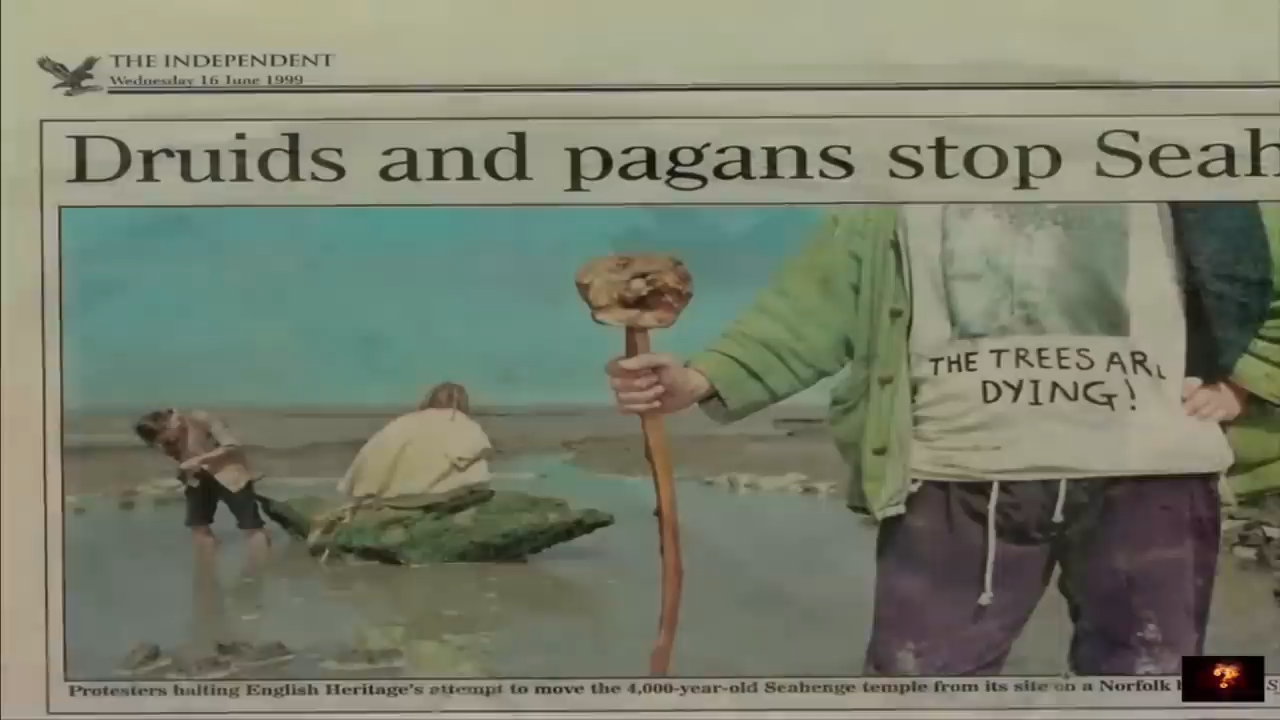 THE INDEPENDENT
Wednesday 16 June 1999
Druids and pagans stop Seah
THE TREES AR
DYING!
Protesters halting English Heritage's attempt to move the 4,000-year-old Seahenge temple from its site on a Norfolk
?